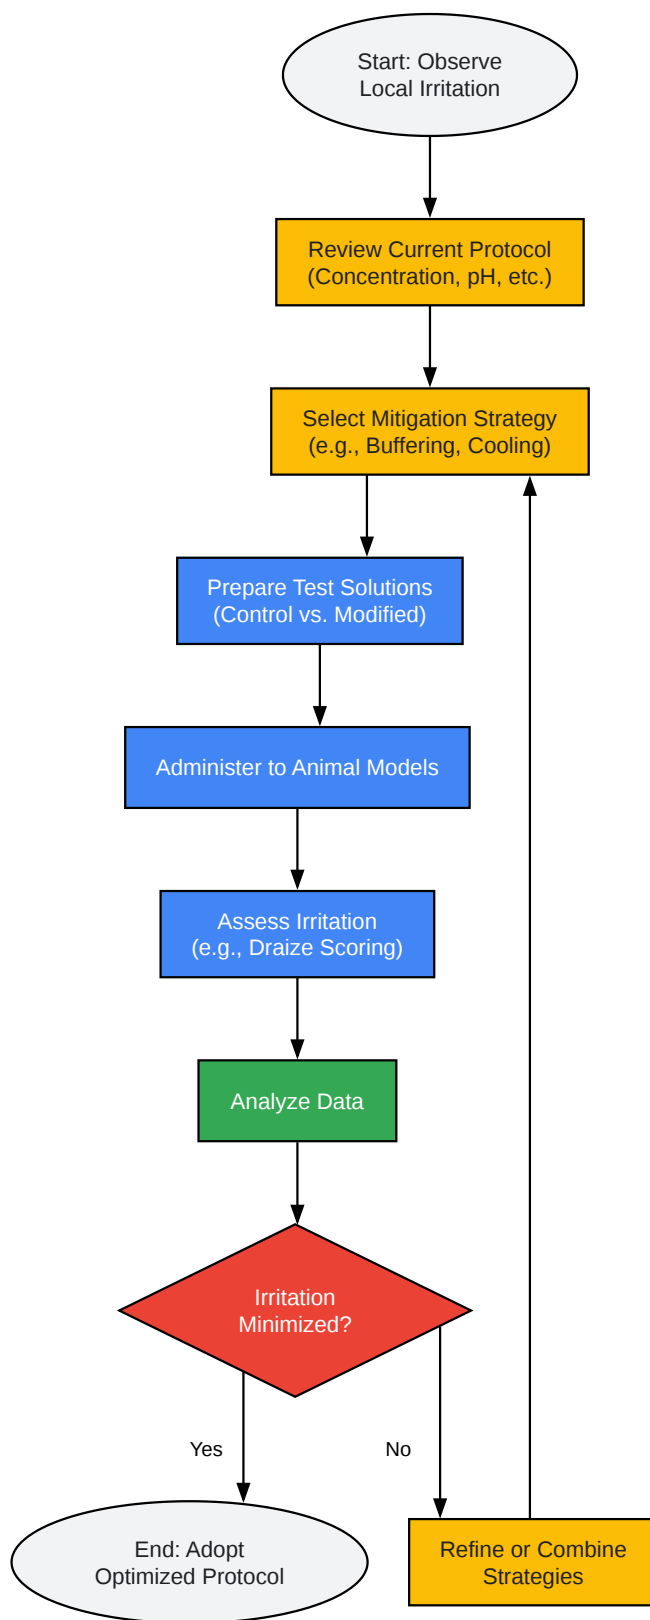 Start: Observe
Local Irritation
Review Current Protocol
(Concentration, pH, etc.)
Select Mitigation Strategy
(e.g., Buffering, Cooling)
Prepare Test Solutions
(Control vs. Modified)
Administer to Animal Models
Assess Irritation
(e.g., Draize Scoring)
Analyze Data
Irritation
Minimized?
Yes
No
End: Adopt
Optimized Protocol
Refine or Combine
Strategies